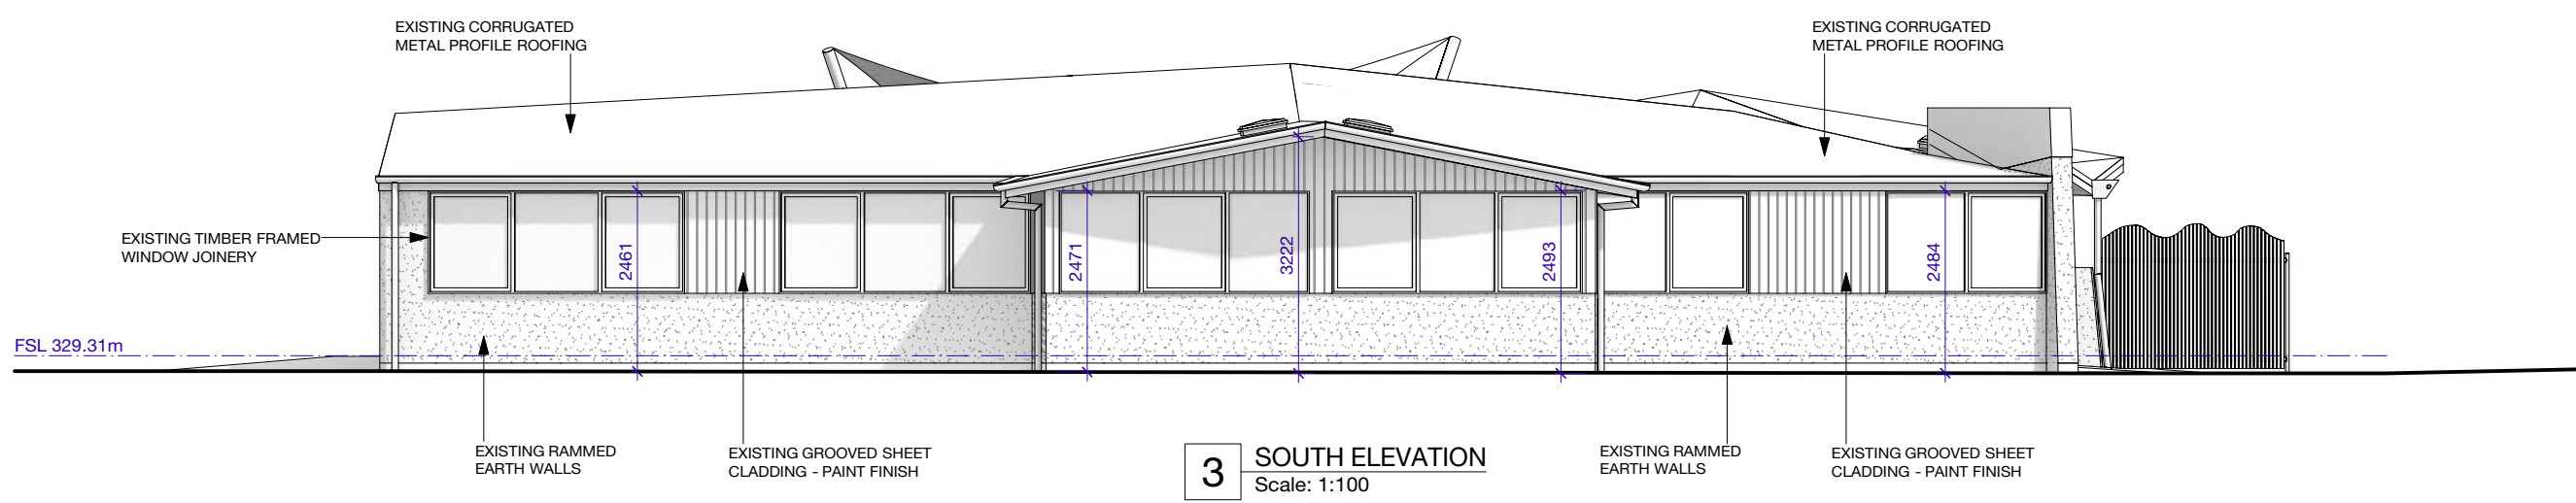 EXISTING CORRUGATED
METAL PROFILE ROOFING
EXISTING CORRUGATED
METAL PROFILE ROOFING
EXISTING TIMBER FRAMED
WINDOW JOINERY
2461
2471
3222
2493
2484
FSL 329.31m
EXISTING RAMMED
EARTH WALLS
EXISTING GROOVED SHEET
CLADDING - PAINT FINISH
3
SOUTH ELEVATION
Scale: 1:100
EXISTING RAMMED
EARTH WALLS
EXISTING GROOVED SHEET
CLADDING - PAINT FINISH